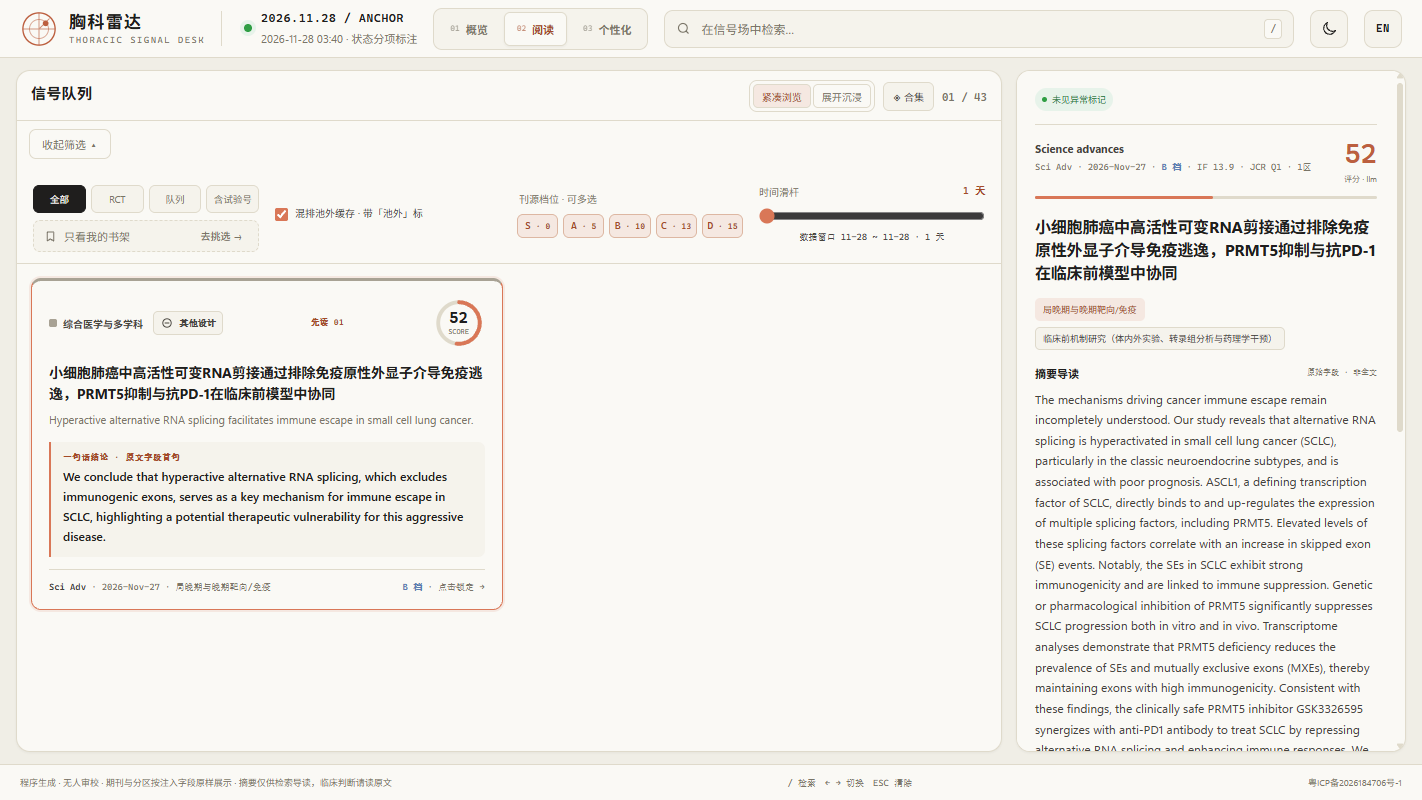 胸科雷达
THORACIC SIGNAL DESK
2026.11.28 / ANCHOR
2026-11-28 03:40 · 状态分项标注
01 概览
02 阅读
03 个性化
在信号场中检索...
/
EN
信号队列
紧凑浏览
展开沉浸
◈ 合集
01 / 43
收起筛选 ▴
全部
RCT
队列
含试验号
只看我的书架
去挑选 →
混排池外缓存 · 带「池外」标
刊源档位 · 可多选
S · 0
A · 5
B · 10
C · 13
D · 15
时间滑杆
1 天
数据窗口 11-28 ~ 11-28 · 1 天
综合医学与多学科
其他设计
先读 01
52
SCORE
小细胞肺癌中高活性可变RNA剪接通过排除免疫原性外显子介导免疫逃
逸，PRMT5抑制与抗PD-1在临床前模型中协同
Hyperactive alternative RNA splicing facilitates immune escape in small cell lung cancer.
一句话结论 · 原文字段首句
We conclude that hyperactive alternative RNA splicing, which excludes
immunogenic exons, serves as a key mechanism for immune escape in
SCLC, highlighting a potential therapeutic vulnerability for this aggressive
disease.
Sci Adv · 2026-Nov-27 · 局晚期与晚期靶向/免疫
B 档 · 点击锁定 →
未见异常标记
Science advances
Sci Adv · 2026-Nov-27 · B 档 · IF 13.9 · JCR Q1 · 1区
52
评分 · llm
小细胞肺癌中高活性可变RNA剪接通过排除免疫
原性外显子介导免疫逃逸，PRMT5抑制与抗PD-1
在临床前模型中协同
局晚期与晚期靶向/免疫
临床前机制研究（体内外实验、转录组分析与药理学干预）
摘要导读
原始字段 · 非全文
The mechanisms driving cancer immune escape remain
incompletely understood. Our study reveals that alternative RNA
splicing is hyperactivated in small cell lung cancer (SCLC),
particularly in the classic neuroendocrine subtypes, and is
associated with poor prognosis. ASCL1, a defining transcription
factor of SCLC, directly binds to and up-regulates the expression
of multiple splicing factors, including PRMT5. Elevated levels of
these splicing factors correlate with an increase in skipped exon
(SE) events. Notably, the SEs in SCLC exhibit strong
immunogenicity and are linked to immune suppression. Genetic
or pharmacological inhibition of PRMT5 significantly suppresses
SCLC progression both in vitro and in vivo. Transcriptome
analyses demonstrate that PRMT5 deficiency reduces the
prevalence of SEs and mutually exclusive exons (MXEs), thereby
maintaining exons with high immunogenicity. Consistent with
these findings, the clinically safe PRMT5 inhibitor GSK3326595
synergizes with anti-PD1 antibody to treat SCLC by repressing
alternative RNA splicing and enhancing immune responses. We
程序生成 · 无人审校 · 期刊与分区按注入字段原样展示 · 摘要仅供检索导读，临床判断请读原文
/ 检索 ← → 切换 ESC 清除
粤ICP备2026184706号-1